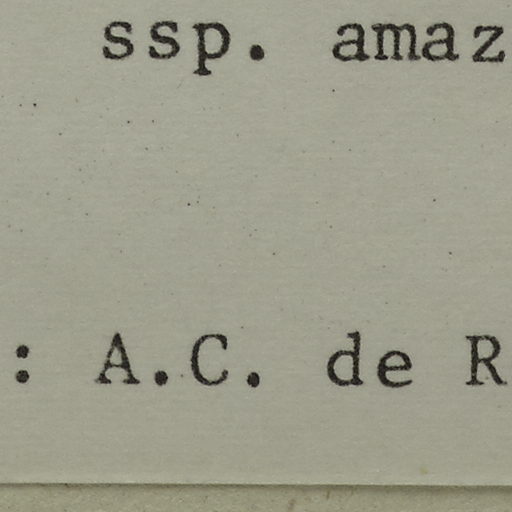 ssp. amaz
: A.C. de R